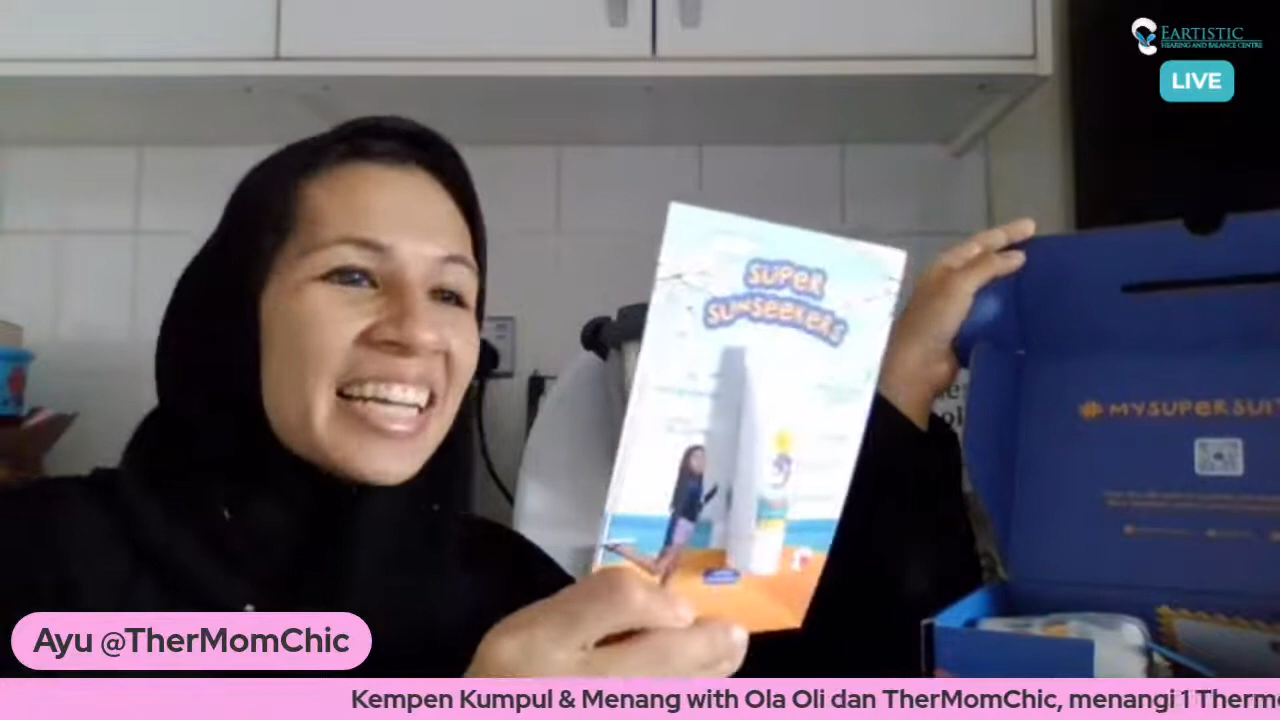 EARTISTIC
HEARING AND BALANCE CENTRE
LIVE
SUPER
SUNSEEKERS
#MYSUPERSUIT
Ayu @TherMomChic
Kempen Kumpul & Menang with Ola Oli dan TherMomChic, menangi 1 Thermo